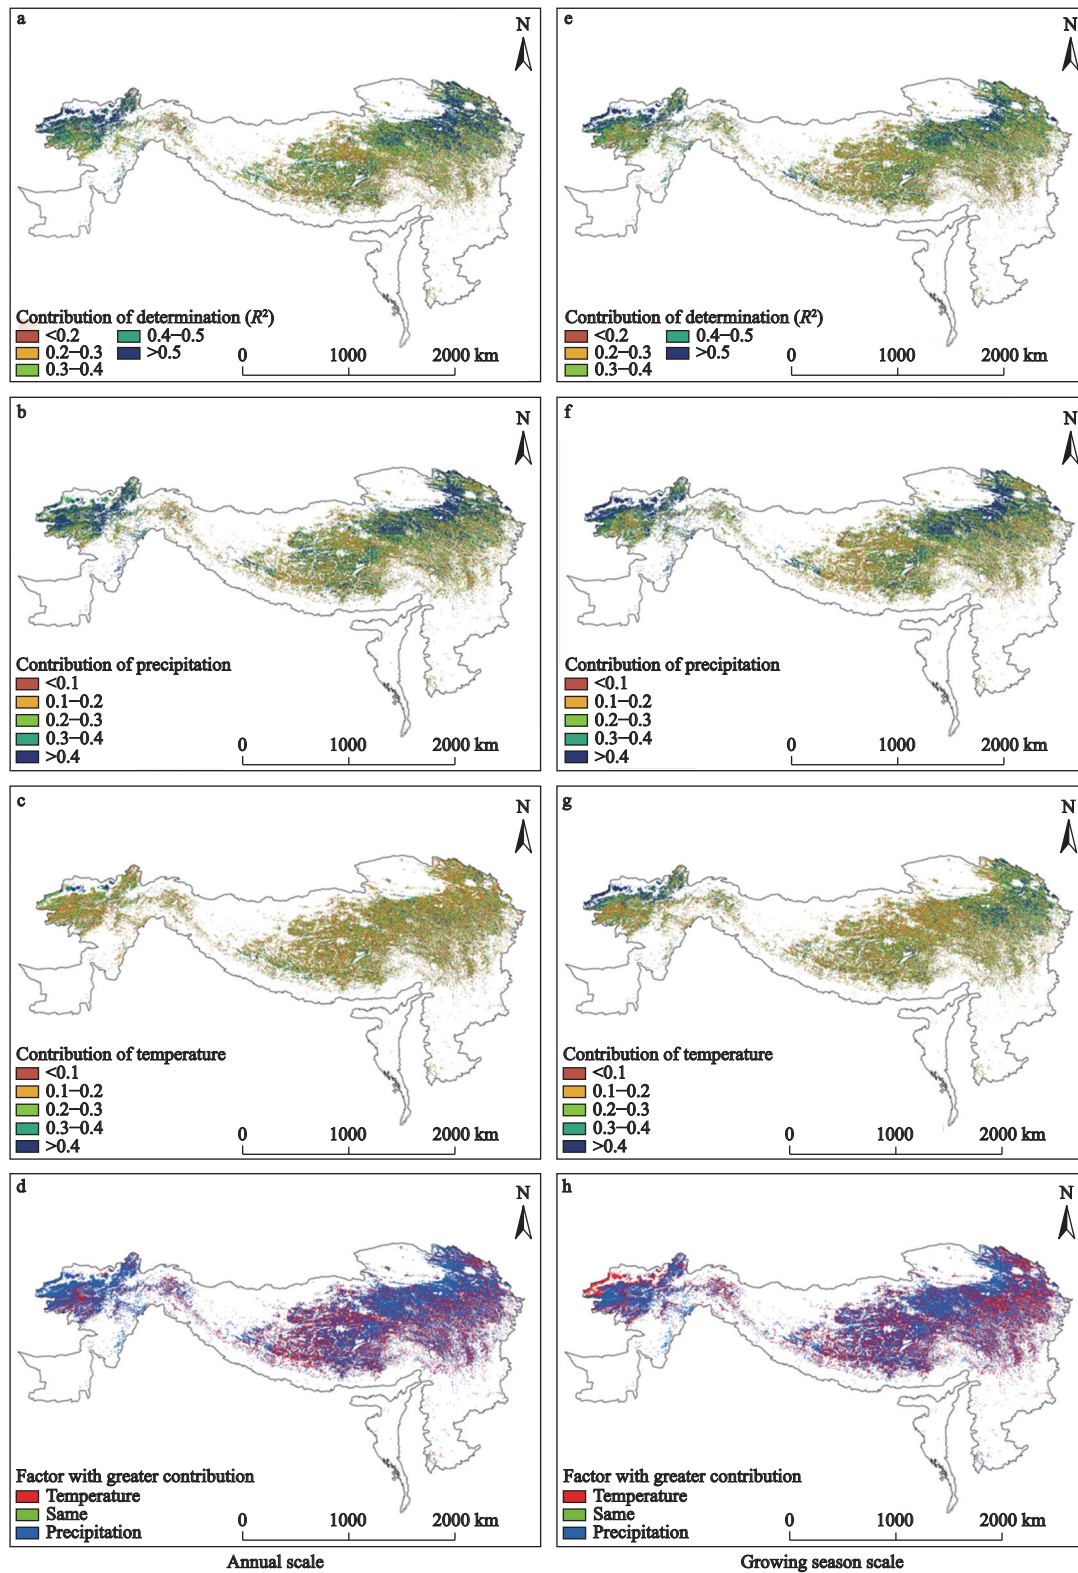 a
N
Contribution of determination (R²)
<0.2 0.4–0.5
0.2–0.3 >0.5
0.3–0.4
0 1000 2000 km
e
N
Contribution of determination (R²)
<0.2 0.4–0.5
0.2–0.3 >0.5
0.3–0.4
0 1000 2000 km
b
N
Contribution of precipitation
<0.1
0.1–0.2
0.2–0.3
0.3–0.4
>0.4
0 1000 2000 km
f
N
Contribution of precipitation
<0.1
0.1–0.2
0.2–0.3
0.3–0.4
>0.4
0 1000 2000 km
c
N
Contribution of temperature
<0.1
0.1–0.2
0.2–0.3
0.3–0.4
>0.4
0 1000 2000 km
g
N
Contribution of temperature
<0.1
0.1–0.2
0.2–0.3
0.3–0.4
>0.4
0 1000 2000 km
d
N
Factor with greater contribution
Temperature
Same
Precipitation
0 1000 2000 km
h
N
Factor with greater contribution
Temperature
Same
Precipitation
0 1000 2000 km
Annual scale
Growing season scale